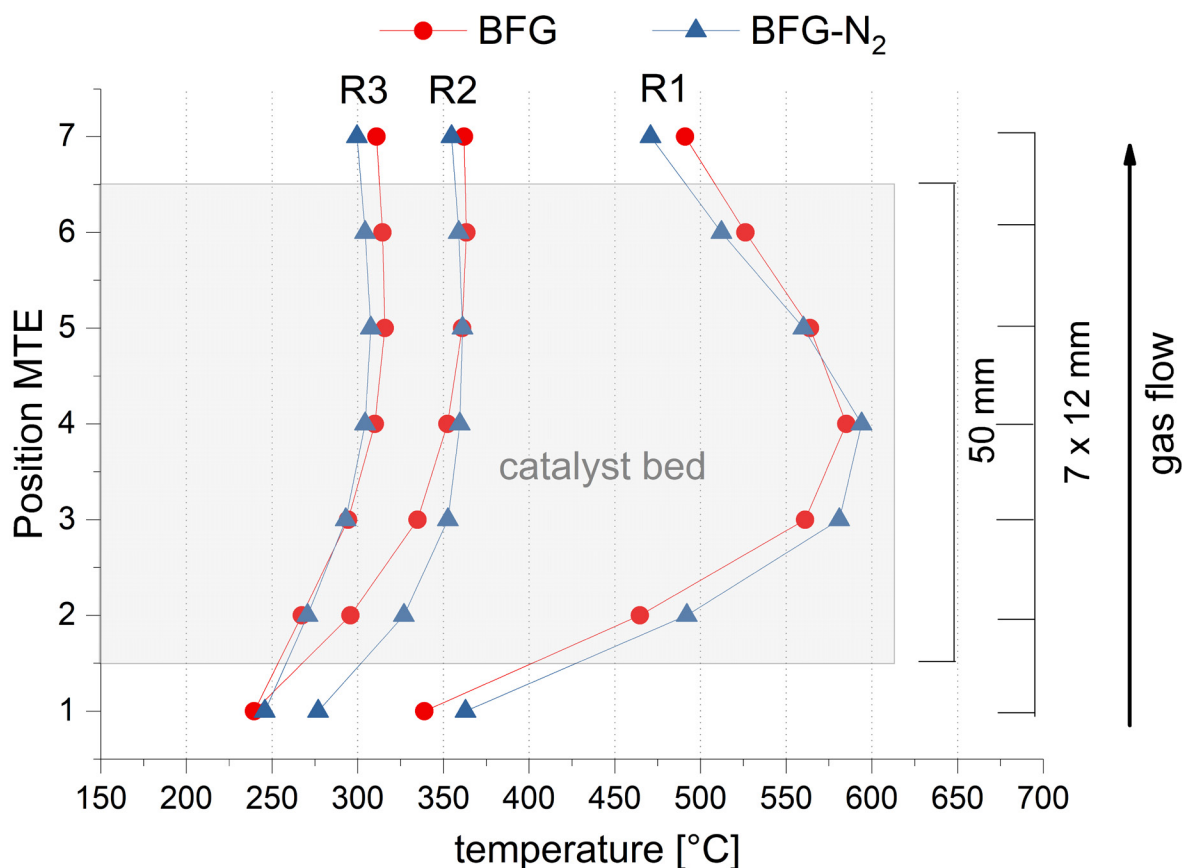 BFG BFG-N₂
R3 R2 R1
7
6
5
4
3
2
1
Position MTE
catalyst bed
50 mm
7 x 12 mm
gas flow
150 200 250 300 350 400 450 500 550 600 650 700
temperature [°C]